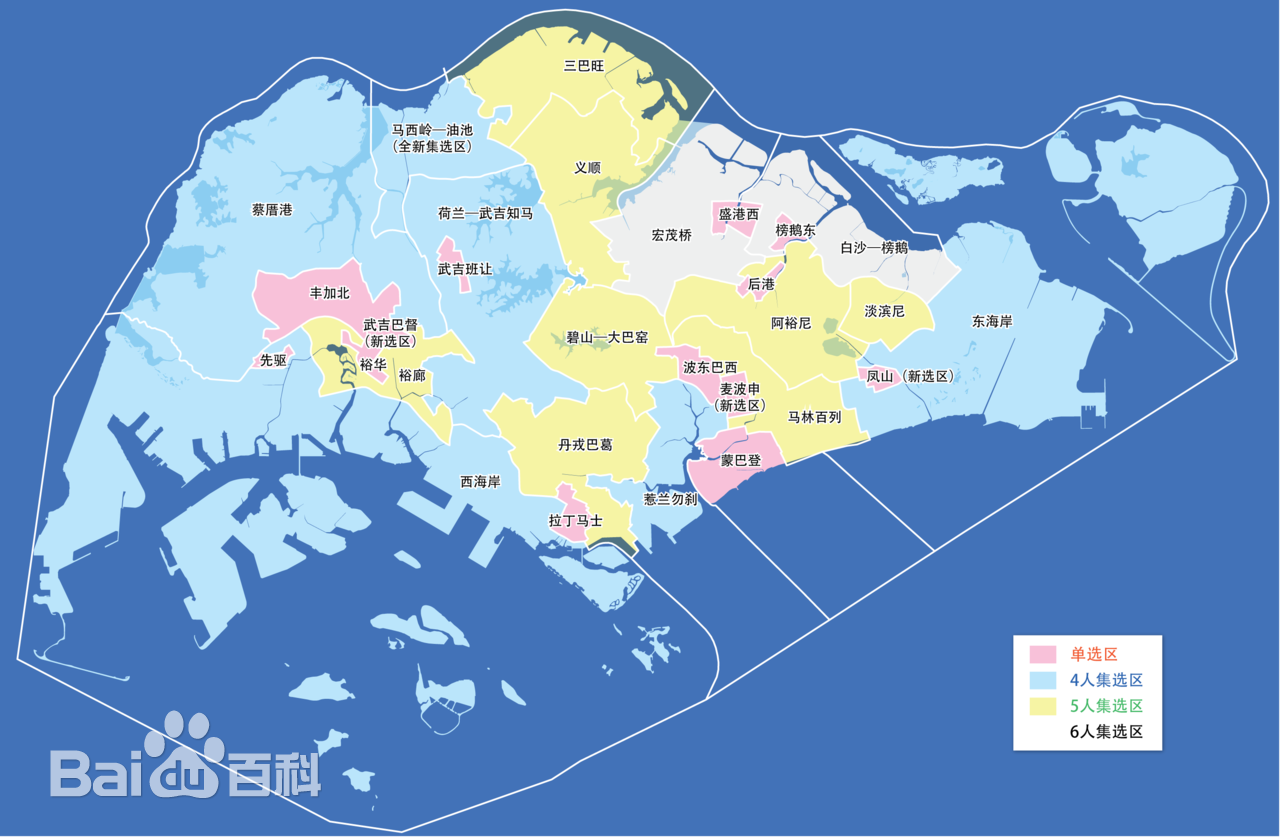 三巴旺
马西岭—油池
(全新集选区)
义顺
蔡厝港
荷兰—武吉知马
盛港西
榜鹅东
宏茂桥
白沙—榜鹅
武吉班让
后港
丰加北
淡滨尼
武吉巴督
(新选区)
碧山—大巴窑
阿裕尼
东海岸
先驱
裕华
裕廊
波东巴西
凤山(新选区)
麦波申
(新选区)
马林百列
丹戎巴葛
蒙巴登
西海岸
惹兰勿刹
拉丁马士
单选区
4人集选区
5人集选区
6人集选区
Bai du 百科